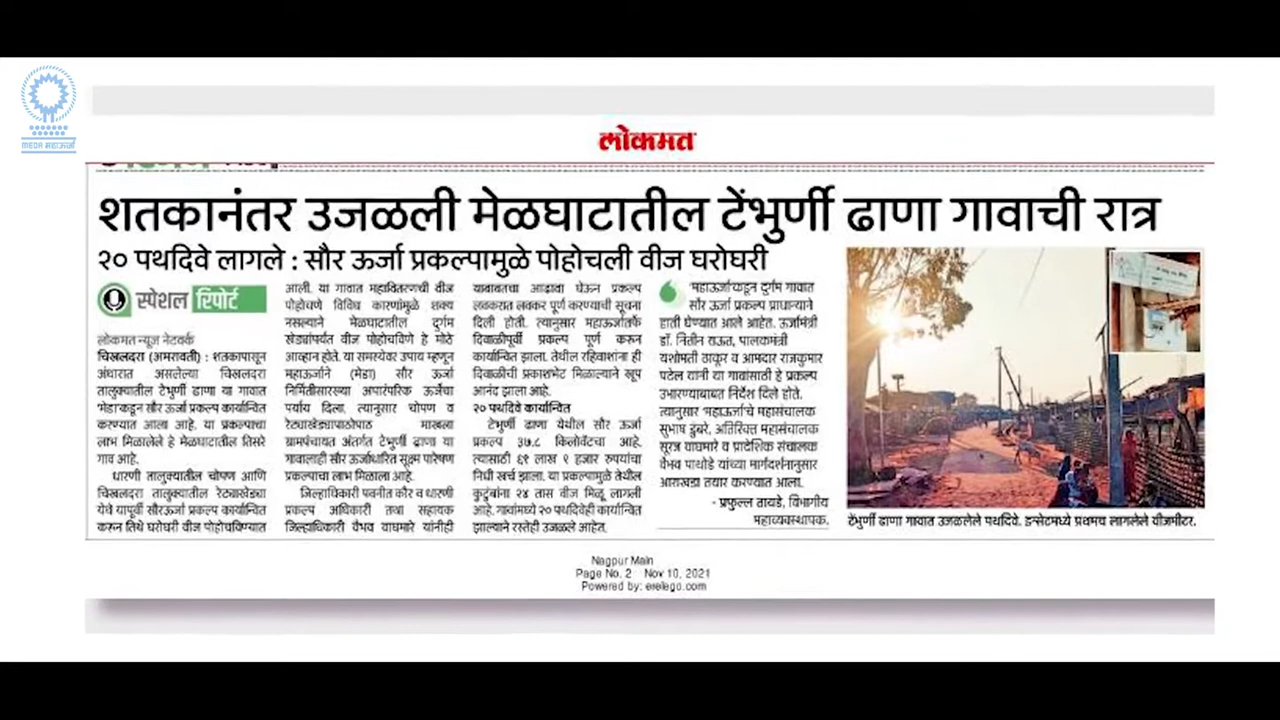 MEDA महाऊर्जा
लोकमत
शतकानंतर उजळली मेळघाटातील टेंभुर्णी ढाणा गावाची रात्र
२० पथदिवे लागले : सौर ऊर्जा प्रकल्पामुळे पोहोचली वीज घरोघरी
स्पेशल रिपोर्ट
लोकमत न्यूज नेटवर्क
चिखलदरा (अमरावती) : शतकापासून
अंधारात असलेल्या चिखलदरा
तालुक्यातील टेंभुर्णी ढाणा या गावात
'मेडा'कडून सौर ऊर्जा प्रकल्प कार्यान्वित
करण्यात आला आहे. या प्रकल्पाचा
लाभ मिळालेले हे मेळघाटातील तिसरे
गाव आहे.
धारणी तालुक्यातील चोपण आणि
चिखलदरा तालुक्यातील रेट्याखेड्या
येथे यापूर्वी सौरऊर्जा प्रकल्प कार्यान्वित
करून तिथे घरोघरी वीज पोहोचविण्यात
आली. या गावात महावितरणची वीज
पोहोचणे विविध कारणांमुळे शक्य
नसल्याने मेळघाटातील दुर्गम
खेड्यांपर्यंत वीज पोहोचविणे हे मोठे
आव्हान होते. या समस्येवर उपाय म्हणून
महाऊर्जाने (मेडा) सौर ऊर्जा
निर्मितीसारख्या अपारंपरिक ऊर्जेचा
पर्याय दिला. त्यानुसार चोपण व
रेट्याखेड्यापाठोपाठ माखला
ग्रामपंचायत अंतर्गत टेंभुर्णी ढाणा या
गावालाही सौर ऊर्जाधारित सूक्ष्म पारेषण
प्रकल्पाचा लाभ मिळाला आहे.
जिल्हाधिकारी पवनीत कौर व धारणी
प्रकल्प अधिकारी तथा सहायक
जिल्हाधिकारी वैभव वाघमारे यांनीही
याबाबतचा आढावा घेऊन प्रकल्प
लवकरात लवकर पूर्ण करण्याची सूचना
दिली होती. त्यानुसार महाऊर्जातर्फे
दिवाळीपूर्वी प्रकल्प पूर्ण करून
कार्यान्वित झाला. तेथील रहिवाशांना ही
दिवाळीची प्रकाशभेट मिळाल्याने खूप
आनंद झाला आहे.
२० पथदिवे कार्यान्वित
टेंभुर्णी ढाणा येथील सौर ऊर्जा
प्रकल्प ३७.८ किलोवॅटचा आहे.
त्यासाठी ६९ लाख ९ हजार रुपयांचा
निधी खर्च झाला. या प्रकल्पामुळे तेथील
कुटुंबांना २४ तास वीज मिळू लागली
आहे. गावांमध्ये २० पथदिवेही कार्यान्वित
झाल्याने रस्तेही उजळले आहेत.
'महाऊर्जा'कडून दुर्गम गावात
सौर ऊर्जा प्रकल्प प्राधान्याने
हाती घेण्यात आले आहेत. ऊर्जामंत्री
डॉ. नितीन राऊत, पालकमंत्री
यशोमती ठाकूर व आमदार राजकुमार
पटेल यांनी या गावांसाठी हे प्रकल्प
उभारण्याबाबत निर्देश दिले होते.
त्यानुसार 'महाऊर्जा'चे महासंचालक
सुभाष डुंबरे, अतिरिक्त महासंचालक
सूरज वाघमारे व प्रादेशिक संचालक
वैभव पाथोडे यांच्या मार्गदर्शनानुसार
आराखडा तयार करण्यात आला.
- प्रफुल्ल तायडे, विभागीय
महाव्यवस्थापक.
टेंभुर्णी ढाणा गावात उजळलेले पथदिवे. इन्सेटमध्ये प्रथमच लागलेले वीजमीटर.
Nagpur Main
Page No. 2 Nov 10, 2021
Powered by: erelego.com